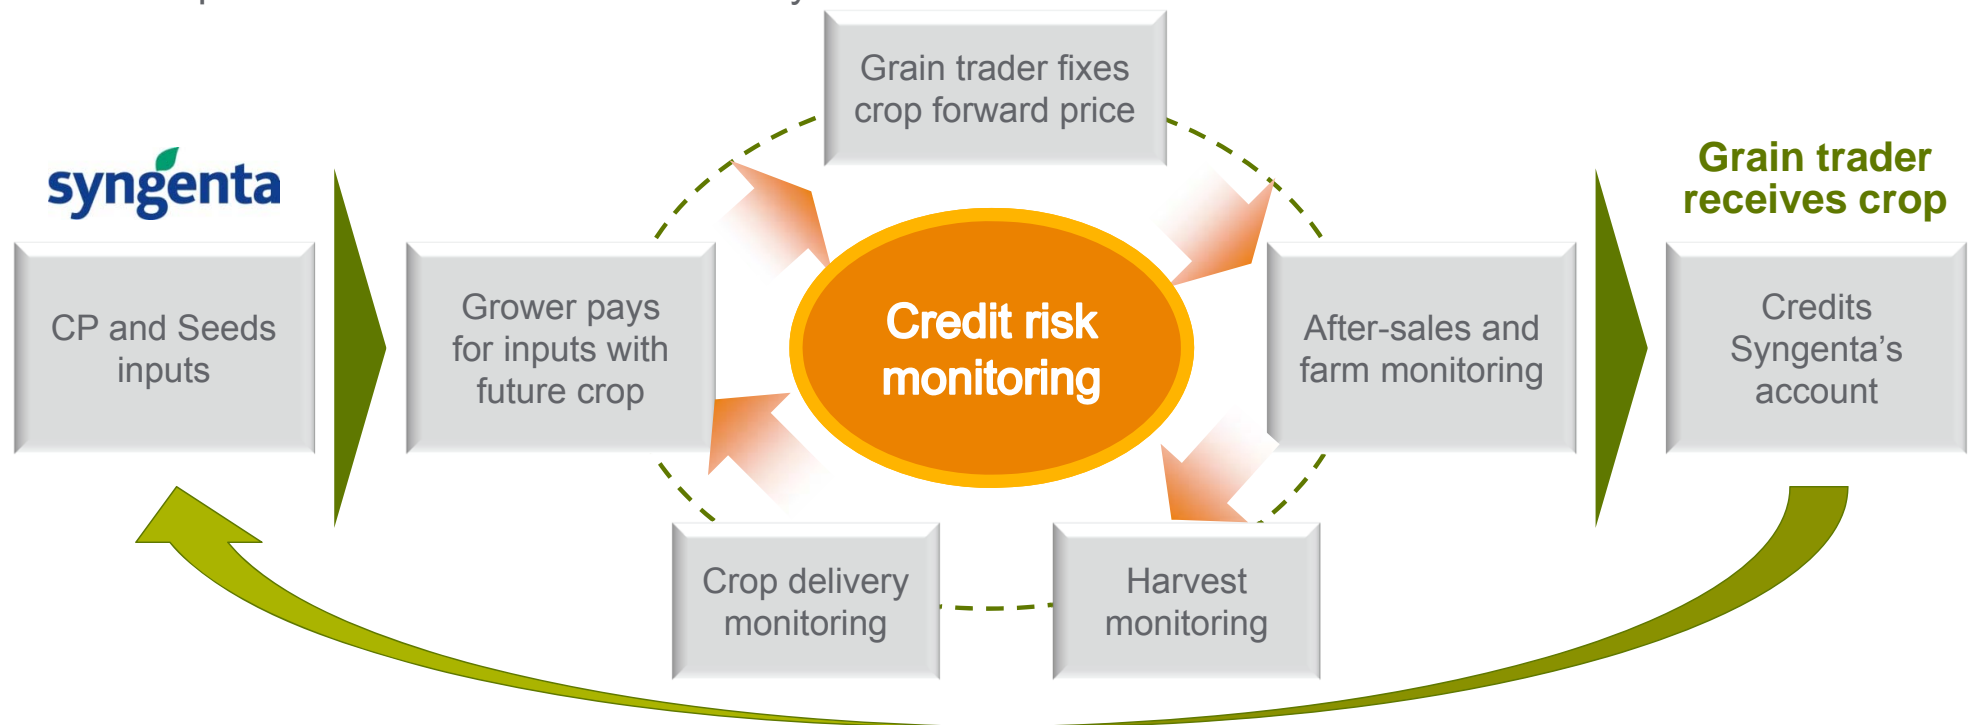 Grain trader fixes
crop forward price
syngenta
Grain trader
receives crop
CP and Seeds
inputs
Grower pays
for inputs with
future crop
Credit risk
monitoring
After-sales and
farm monitoring
Credits
Syngenta’s
account
Crop delivery
monitoring
Harvest
monitoring